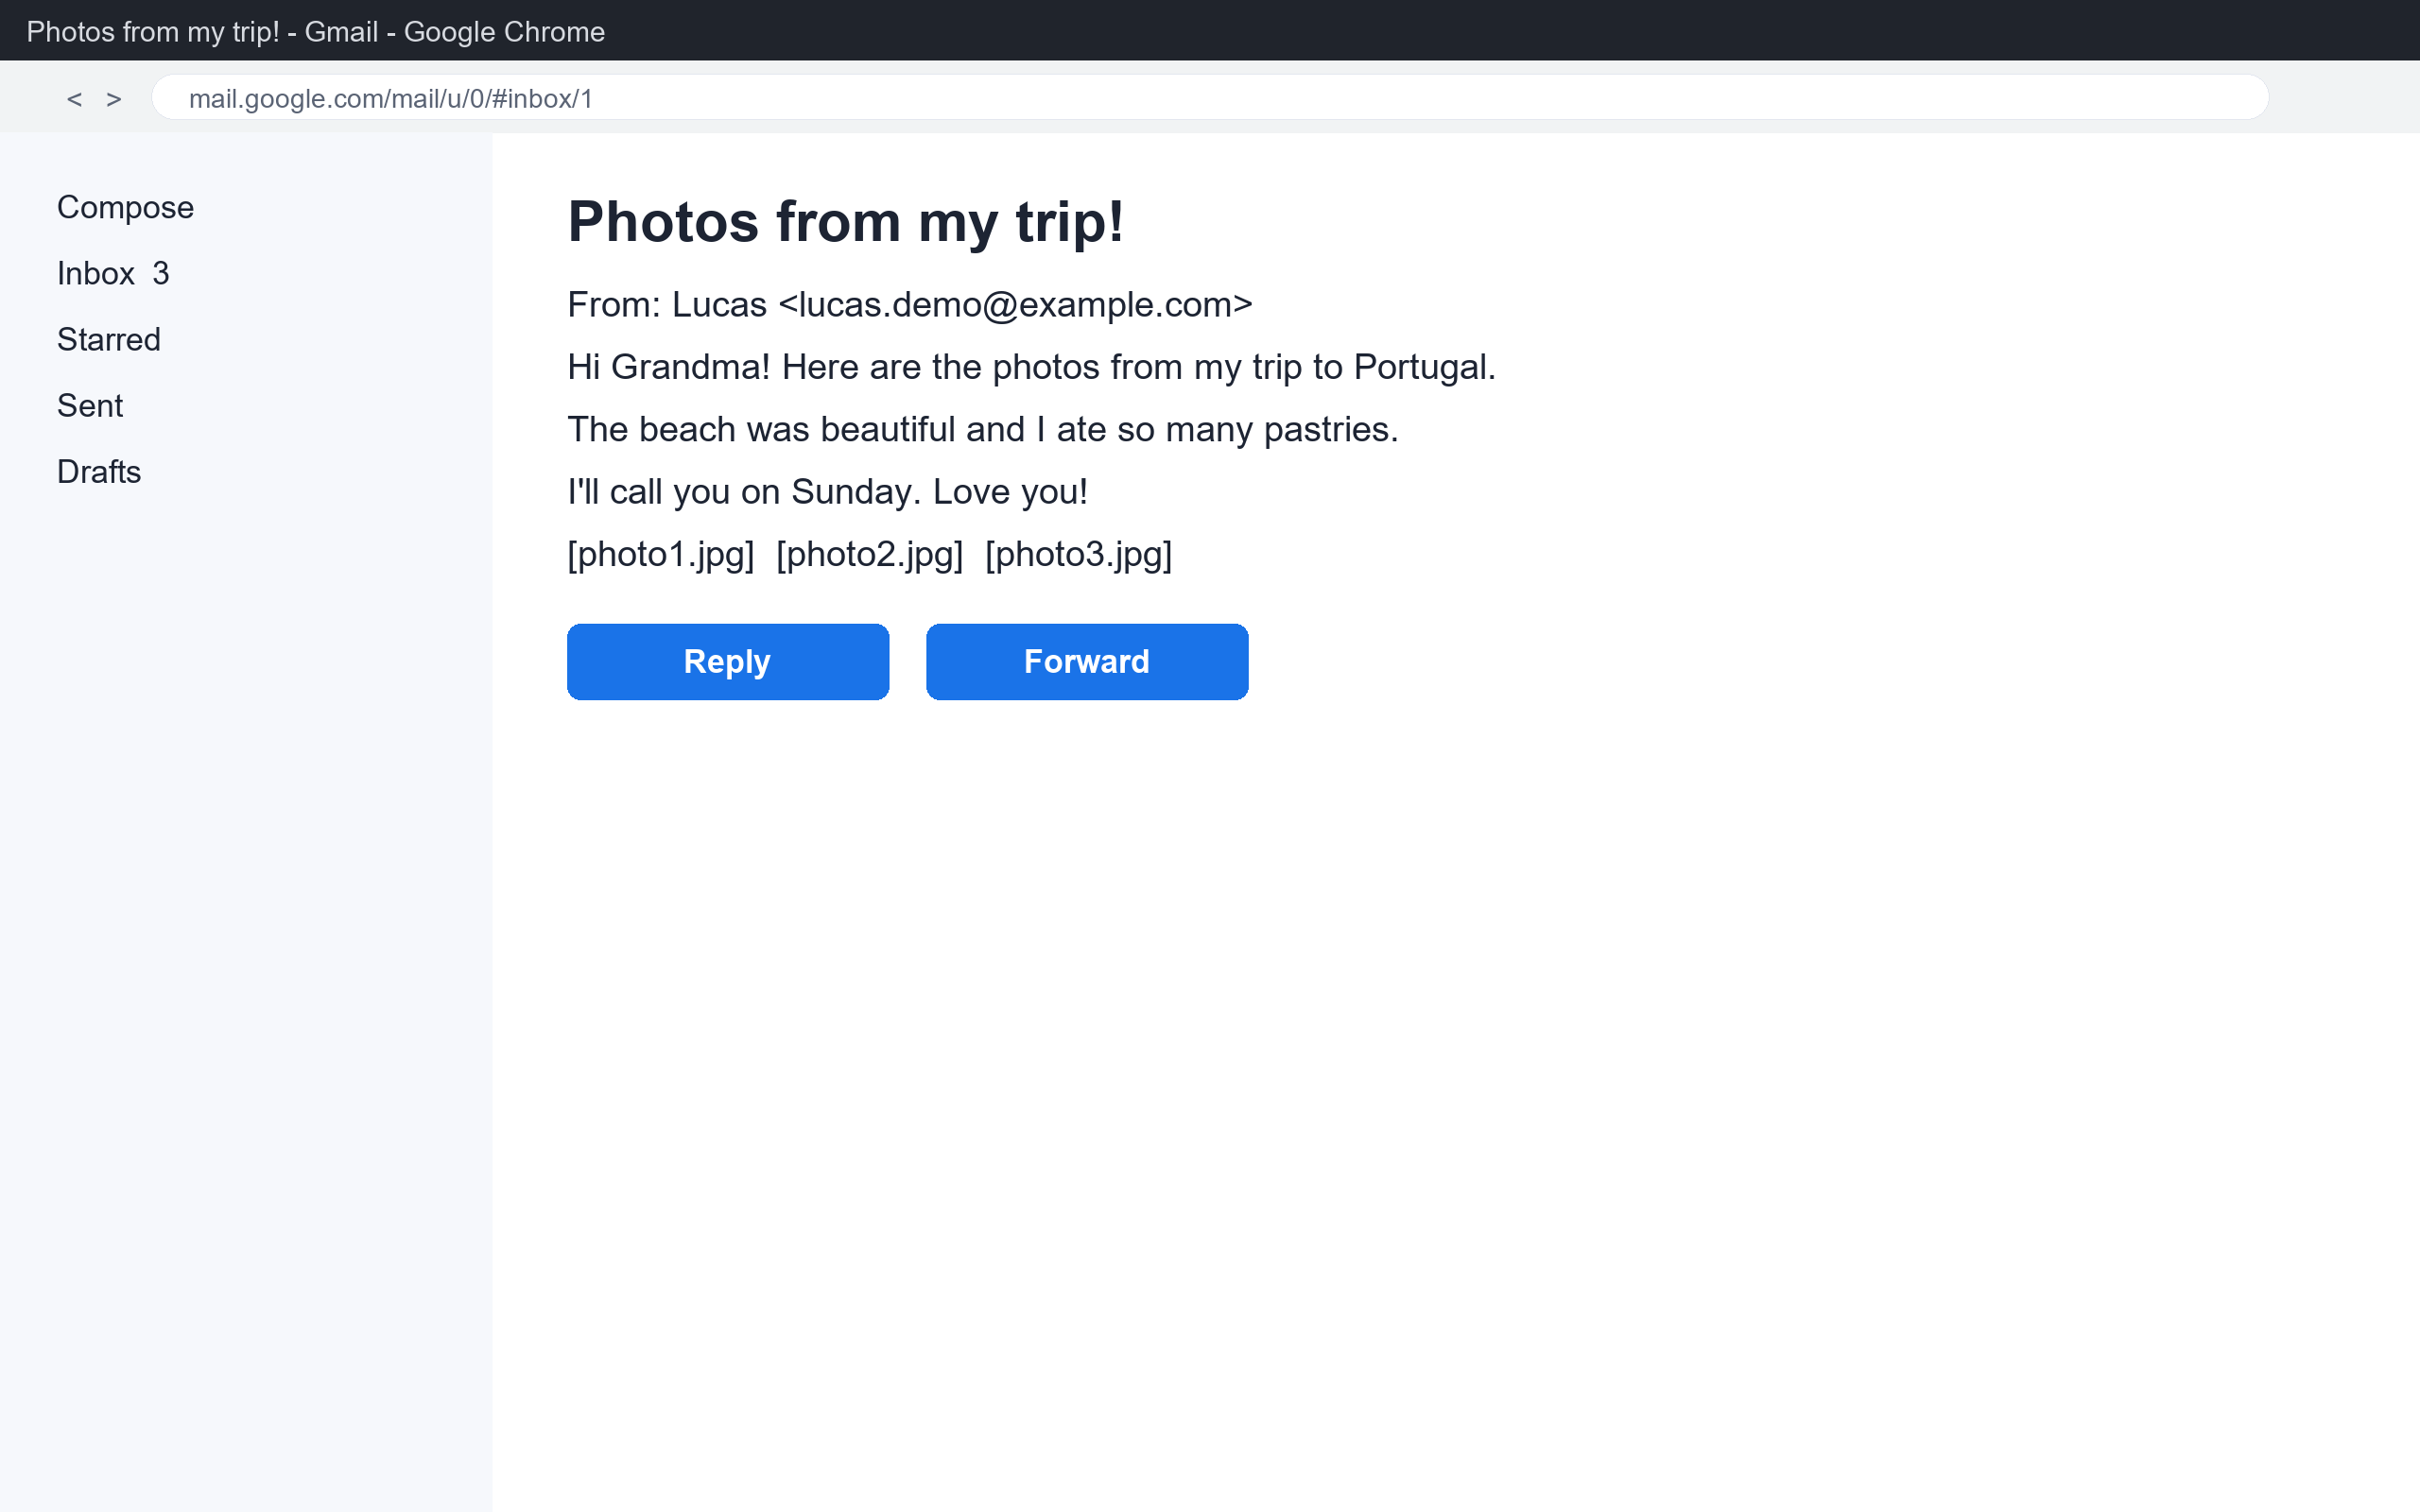 Photos from my trip! - Gmail - Google Chrome
< > mail.google.com/mail/u/0/#inbox/1
Compose
Inbox 3
Starred
Sent
Drafts
Photos from my trip!
From: Lucas <lucas.demo@example.com>
Hi Grandma! Here are the photos from my trip to Portugal.
The beach was beautiful and I ate so many pastries.
I'll call you on Sunday. Love you!
[photo1.jpg] [photo2.jpg] [photo3.jpg]
Reply Forward